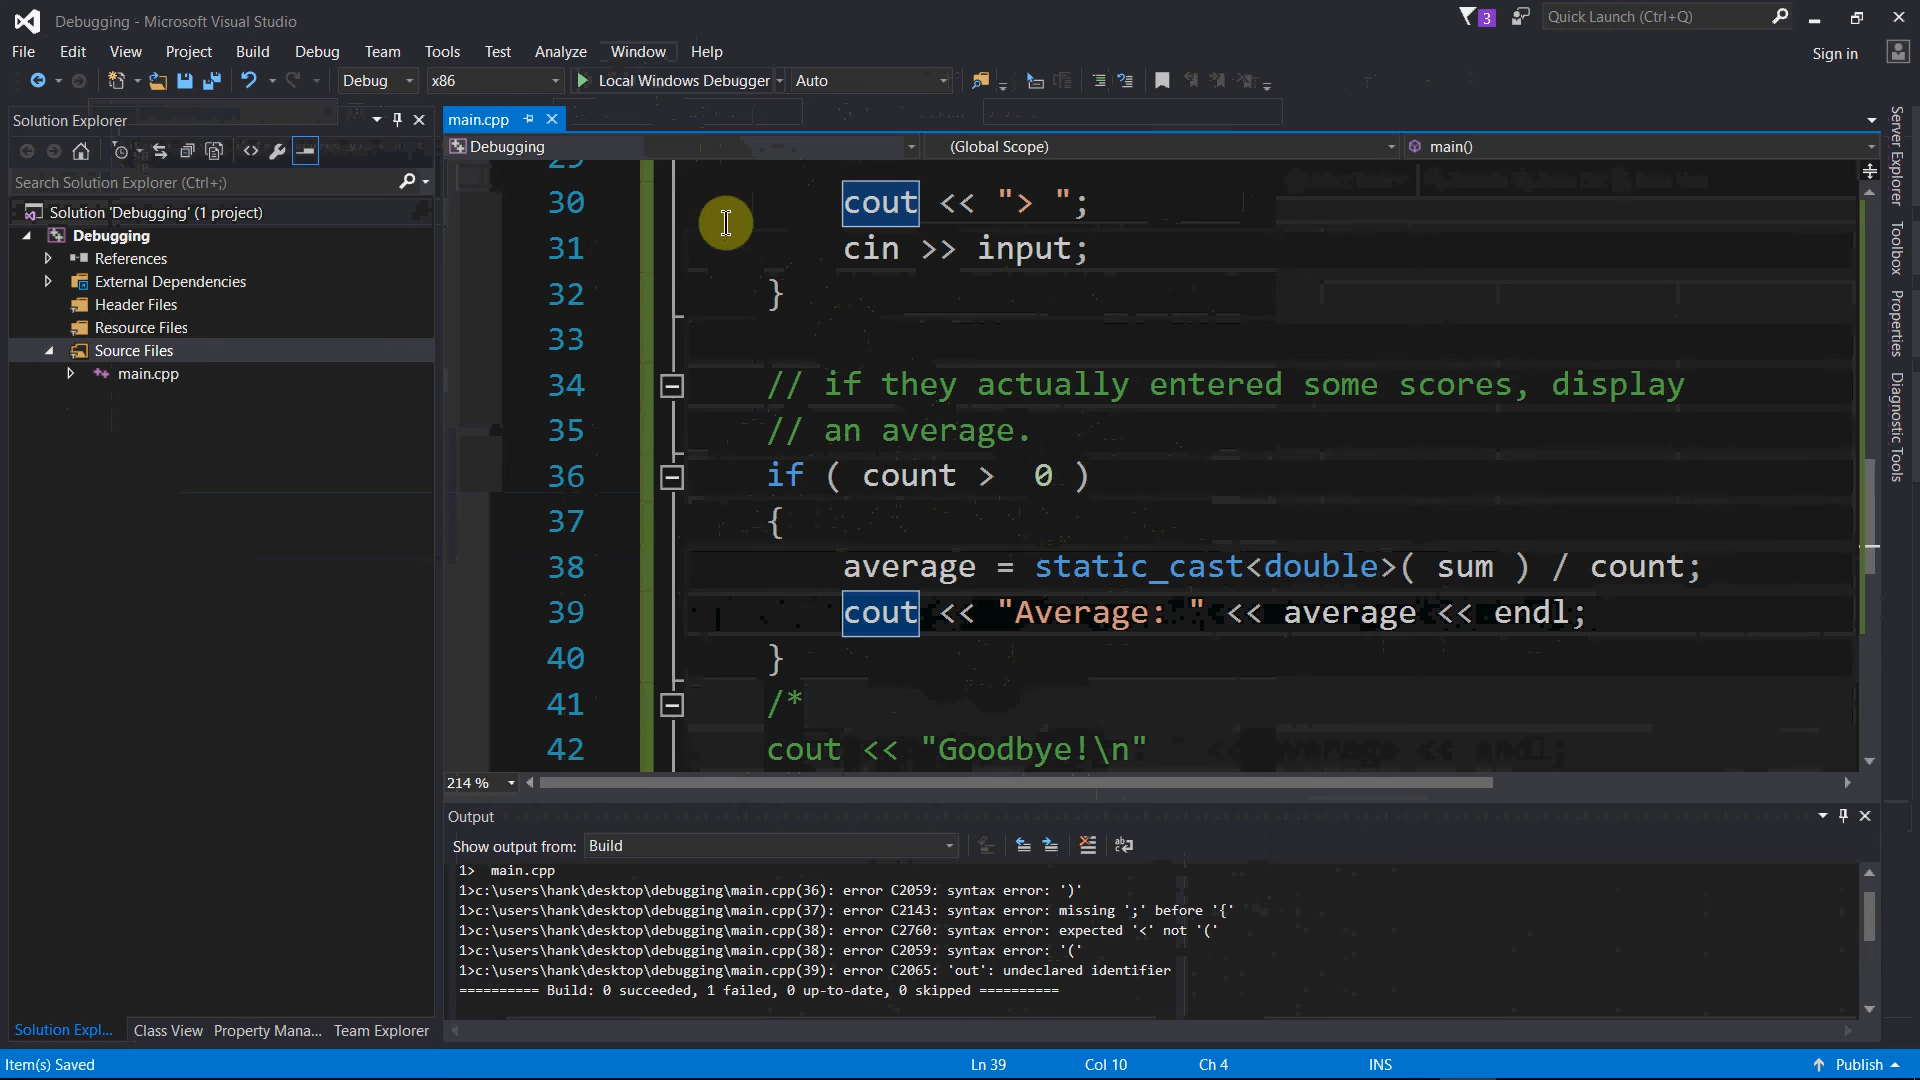 Debugging - Microsoft Visual Studio
3
Quick Launch (Ctrl+Q)
File Edit View Project Build Debug Team Tools Test Analyze Window Help
Sign in
Debug x86 Local Windows Debugger Auto
Solution Explorer
main.cpp
Debugging (Global Scope) main()
Search Solution Explorer (Ctrl+;)
Solution 'Debugging' (1 project)
Debugging
References
External Dependencies
Header Files
Resource Files
Source Files
main.cpp
29
30 cout << "> ";
31 cin >> input;
32 }
33
34 // if they actually entered some scores, display
35 // an average.
36 if ( count > 0 )
37 {
38 average = static_cast<double>( sum ) / count;
39 cout << "Average: " << average << endl;
40 }
41 /*
42 cout << "Goodbye!\n"
214 %
Server Explorer
Toolbox
Properties
Diagnostic Tools
Output
Show output from: Build
1> main.cpp
1>c:\users\hank\desktop\debugging\main.cpp(36): error C2059: syntax error: ')'
1>c:\users\hank\desktop\debugging\main.cpp(37): error C2143: syntax error: missing ';' before '{'
1>c:\users\hank\desktop\debugging\main.cpp(38): error C2760: syntax error: expected '<' not '('
1>c:\users\hank\desktop\debugging\main.cpp(38): error C2059: syntax error: '('
1>c:\users\hank\desktop\debugging\main.cpp(39): error C2065: 'out': undeclared identifier
========== Build: 0 succeeded, 1 failed, 0 up-to-date, 0 skipped ==========
Solution Expl... Class View Property Mana... Team Explorer
Item(s) Saved Ln 39 Col 10 Ch 4 INS Publish